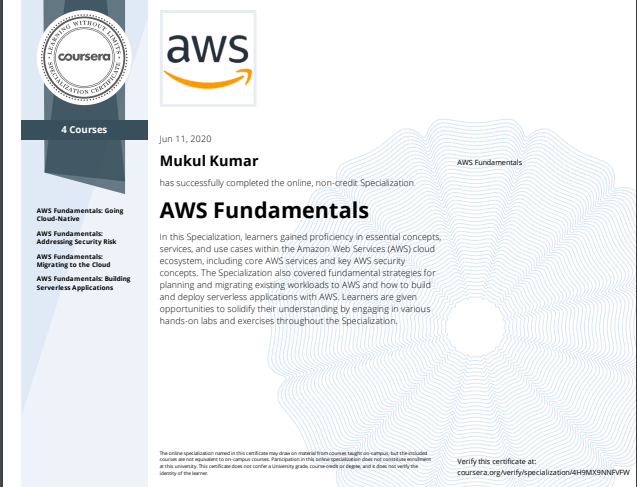 LEARNING WITHOUT LIMITS
coursera
SPECIALIZATION CERTIFICATE
4 Courses
AWS Fundamentals: Going
Cloud-Native
AWS Fundamentals:
Addressing Security Risk
AWS Fundamentals:
Migrating to the Cloud
AWS Fundamentals: Building
Serverless Applications
aws
Jun 11, 2020
Mukul Kumar
has successfully completed the online, non-credit Specialization
AWS Fundamentals
In this Specialization, learners gained proficiency in essential concepts,
services, and use cases within the Amazon Web Services (AWS) cloud
ecosystem, including core AWS services and key AWS security
concepts. The Specialization also covered fundamental strategies for
planning and migrating existing workloads to AWS and how to build
and deploy serverless applications with AWS. Learners are given
opportunities to solidify their understanding by engaging in various
hands-on labs and exercises throughout the Specialization.
AWS Fundamentals
The online specialization named in this certificate may draw on material from courses taught on-campus, but the included
courses are not equivalent to on-campus courses. Participation in this online specialization does not constitute enrollment
at this university. This certificate does not confer a University grade, course credit or degree, and it does not verify the
identity of the learner.
Verify this certificate at:
coursera.org/verify/specialization/4H9MX9NNFVFW